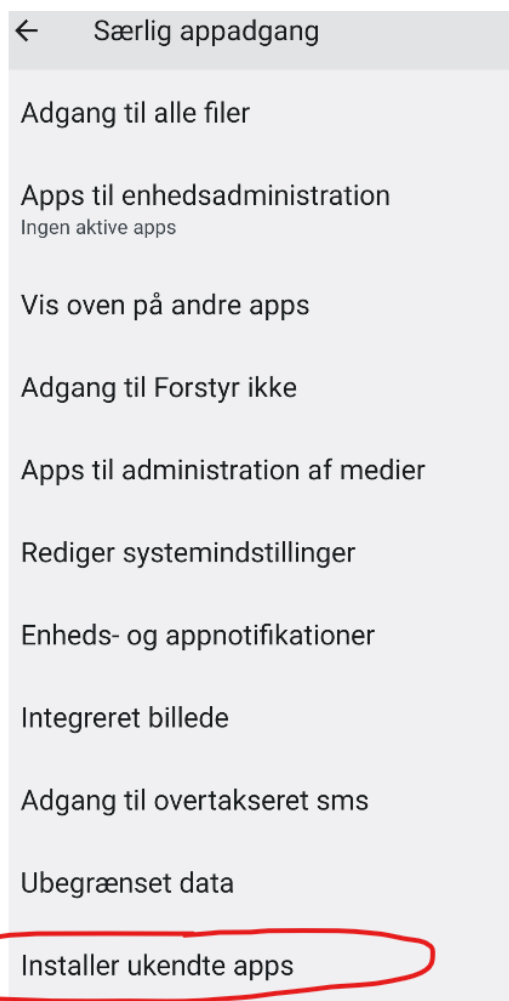 Særlig appadgang
Adgang til alle filer
Apps til enhedsadministration
Ingen aktive apps
Vis oven på andre apps
Adgang til Forstyr ikke
Apps til administration af medier
Rediger systemindstillinger
Enheds- og appnotifikationer
Integreret billede
Adgang til overtakseret sms
Ubegrænset data
Installer ukendte apps